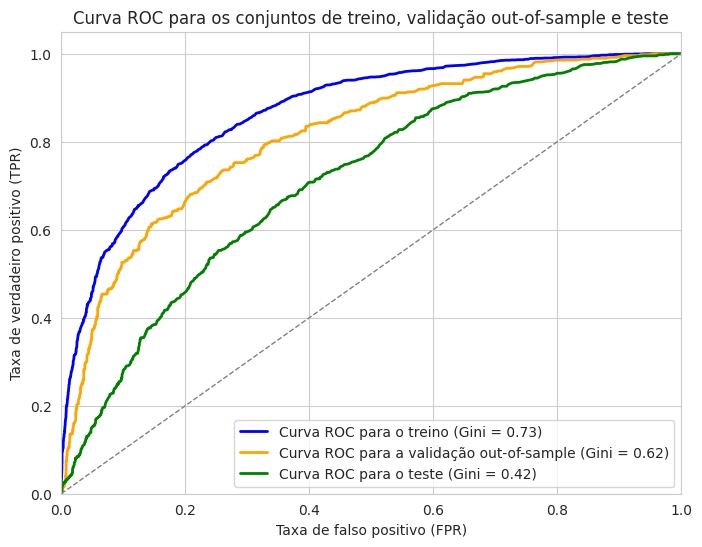 Curva ROC para os conjuntos de treino, validação out-of-sample e teste
Taxa de verdadeiro positivo (TPR)
1.0
0.8
0.6
0.4
0.2
0.0
Curva ROC para o treino (Gini = 0.73)
Curva ROC para a validação out-of-sample (Gini = 0.62)
Curva ROC para o teste (Gini = 0.42)
0.0 0.2 0.4 0.6 0.8 1.0
Taxa de falso positivo (FPR)